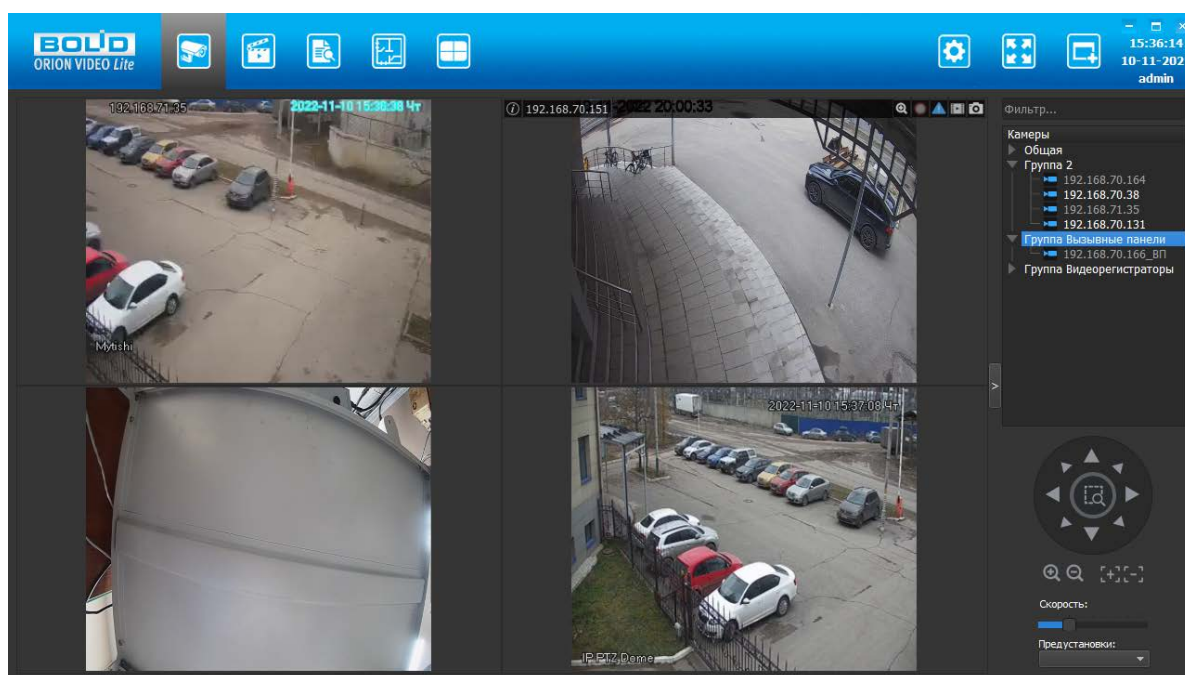 BOLID
ORION VIDEO Lite
15:36:14
10-11-202
admin
192.168.71.35
2022-11-10 15:36:38 Чт
Mytishi
192.168.70.151
-2022 20:00:33
2022-11-10 15:37:08 Чт
IP PTZ Dome
Фильтр...
Камеры
Общая
Группа 2
192.168.70.164
192.168.70.38
192.168.71.35
192.168.70.131
Группа Вызывные панели
192.168.70.166_ВП
Группа Видеорегистраторы
Скорость:
Предустановки: